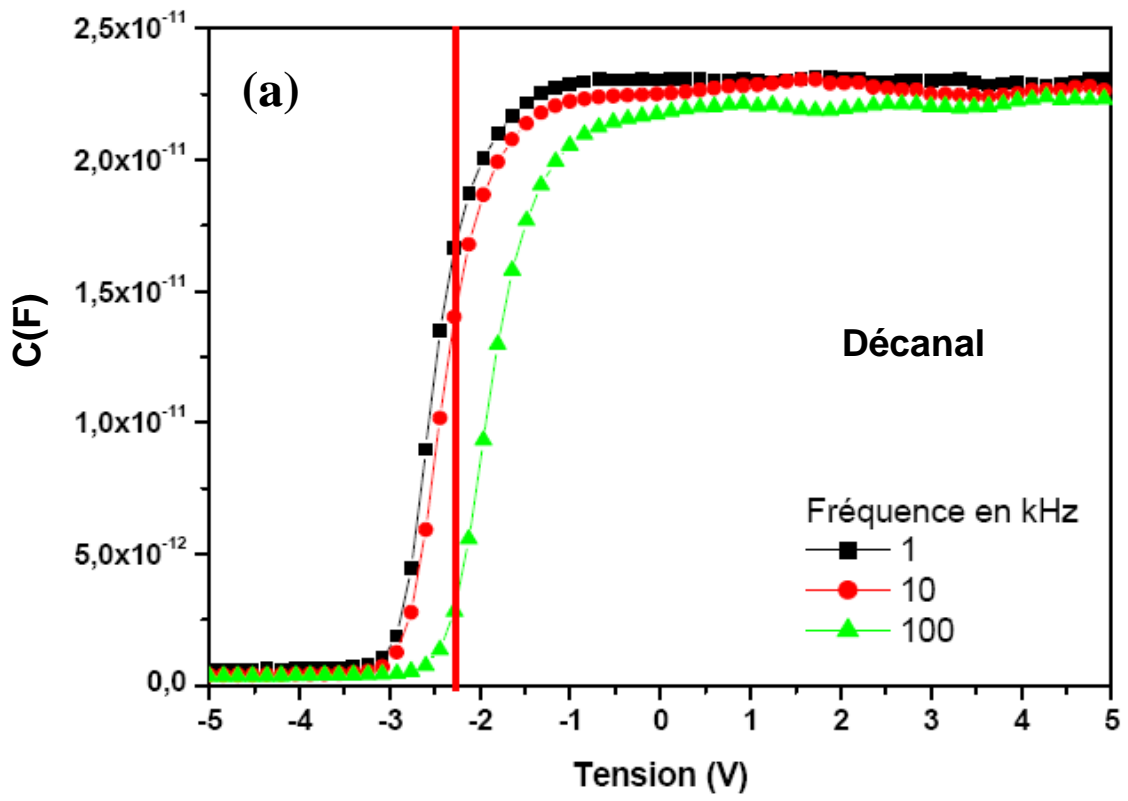 (a)
C(F)
2,5x10⁻¹¹
2,0x10⁻¹¹
1,5x10⁻¹¹
1,0x10⁻¹¹
5,0x10⁻¹²
0,0
Décanal
Fréquence en kHz
1
10
100
-5 -4 -3 -2 -1 0 1 2 3 4 5
Tension (V)